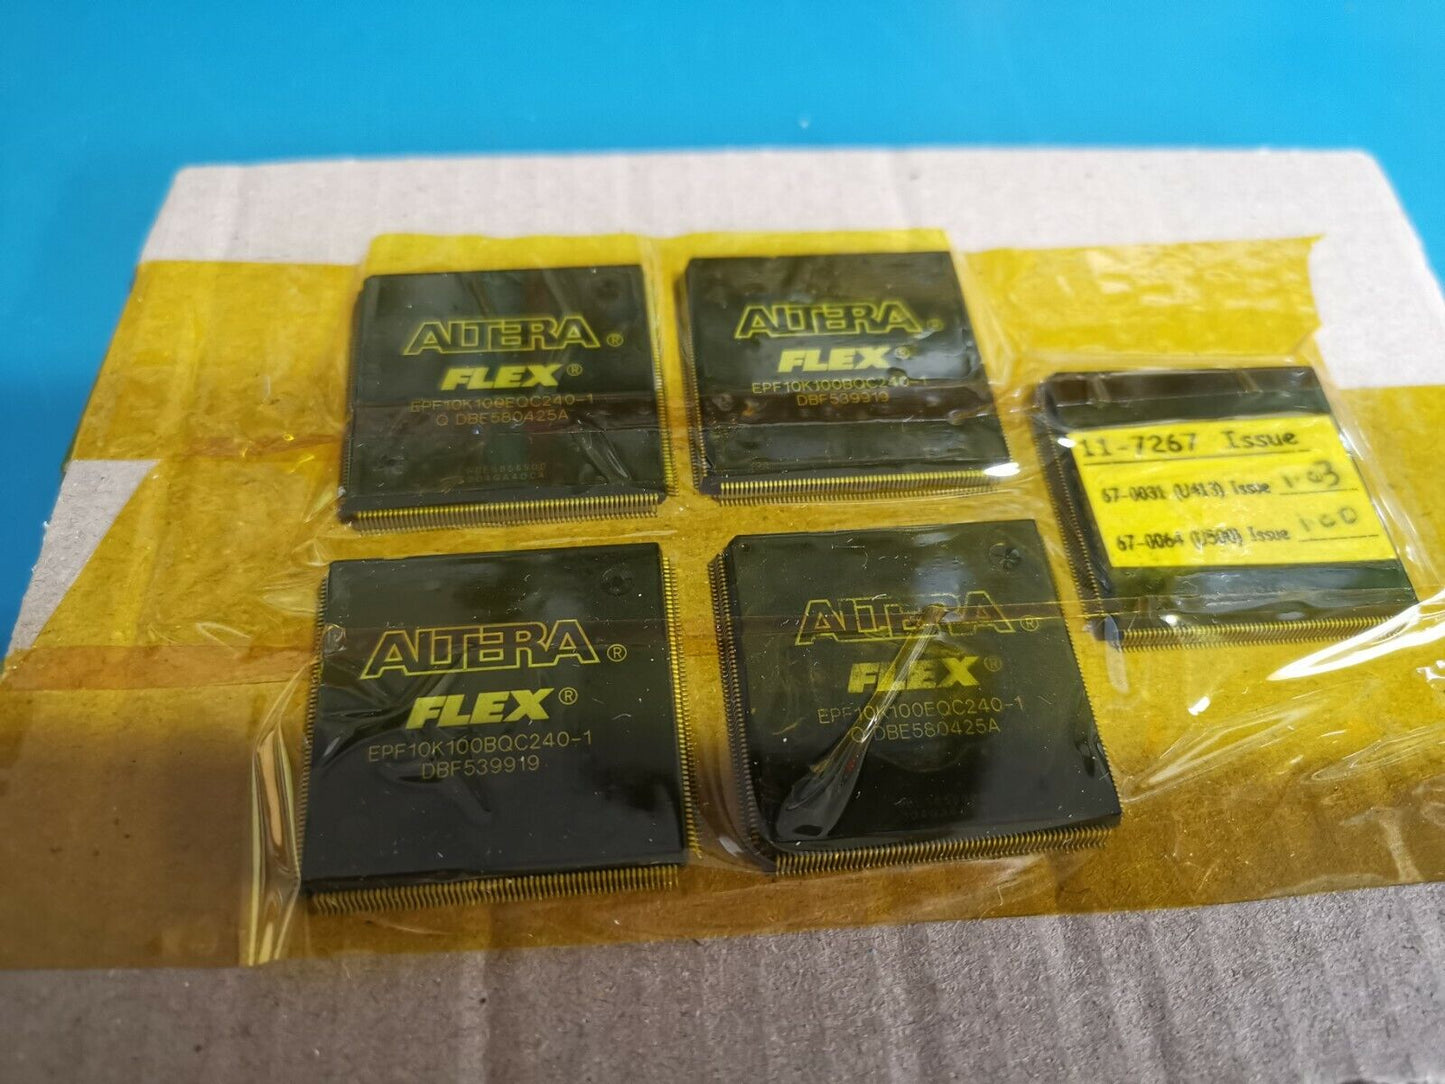 ALTERA®
FLEX®
EPF10K100EQC240-1
Q DBE580425A
ALTERA®
FLEX®
EPF10K100BQC240-1
DBF539919
11-7267 Issue
67-0031 (U413) Issue 1.03
67-0064 (U500) Issue 1.00
ALTERA®
FLEX®
EPF10K100BQC240-1
DBF539919
ALTERA®
FLEX®
EPF10K100EQC240-1
Q DBE580425A